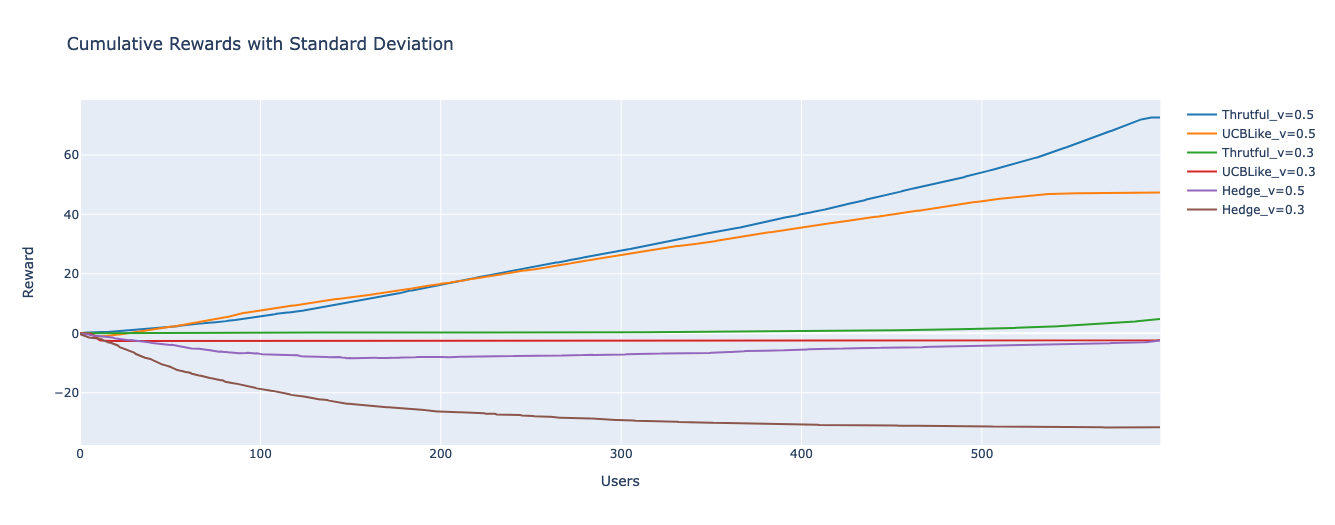 Cumulative Rewards with Standard Deviation
Thrutful_v=0.5
UCBLike_v=0.5
Thrutful_v=0.3
UCBLike_v=0.3
Hedge_v=0.5
Hedge_v=0.3
Reward
60
40
20
0
−20
0 100 200 300 400 500
Users